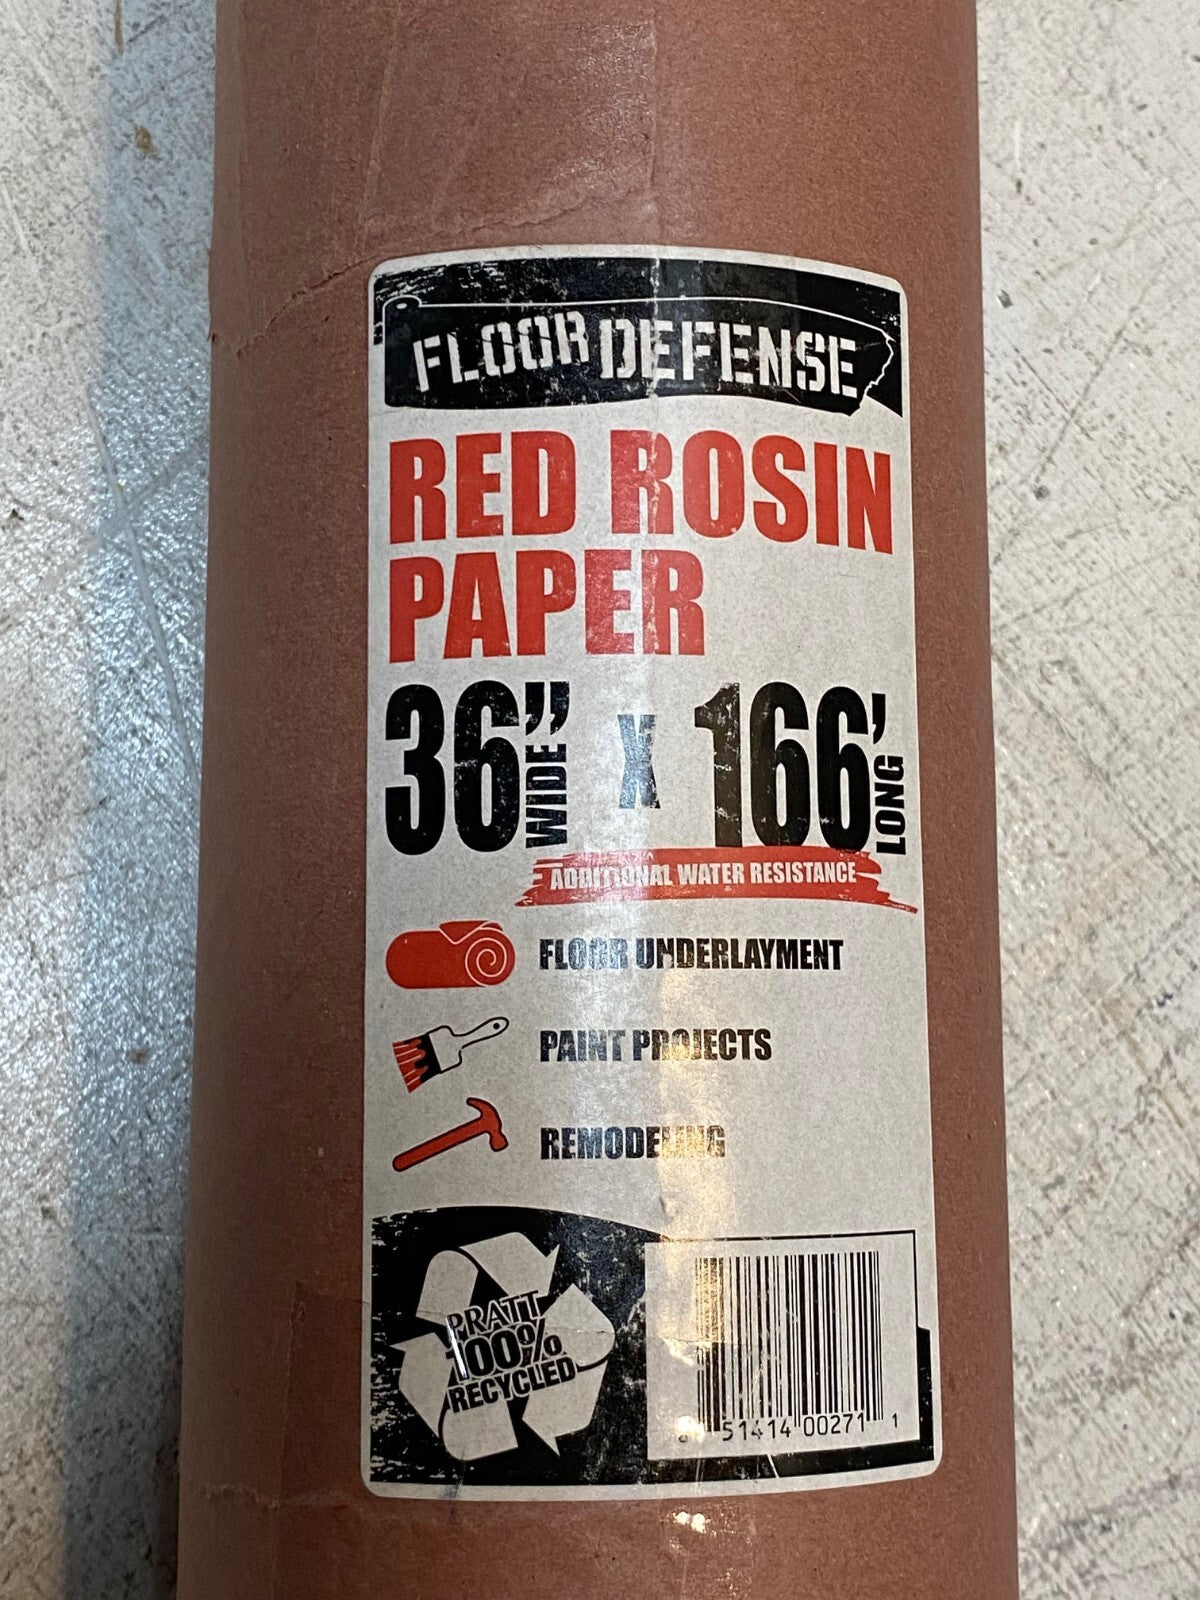 FLOOR DEFENSE
RED ROSIN
PAPER
36" WIDE X 166' LONG
ADDITIONAL WATER RESISTANCE
FLOOR UNDERLAYMENT
PAINT PROJECTS
REMODELING
PRATT
100%
RECYCLED
51414 00271 1